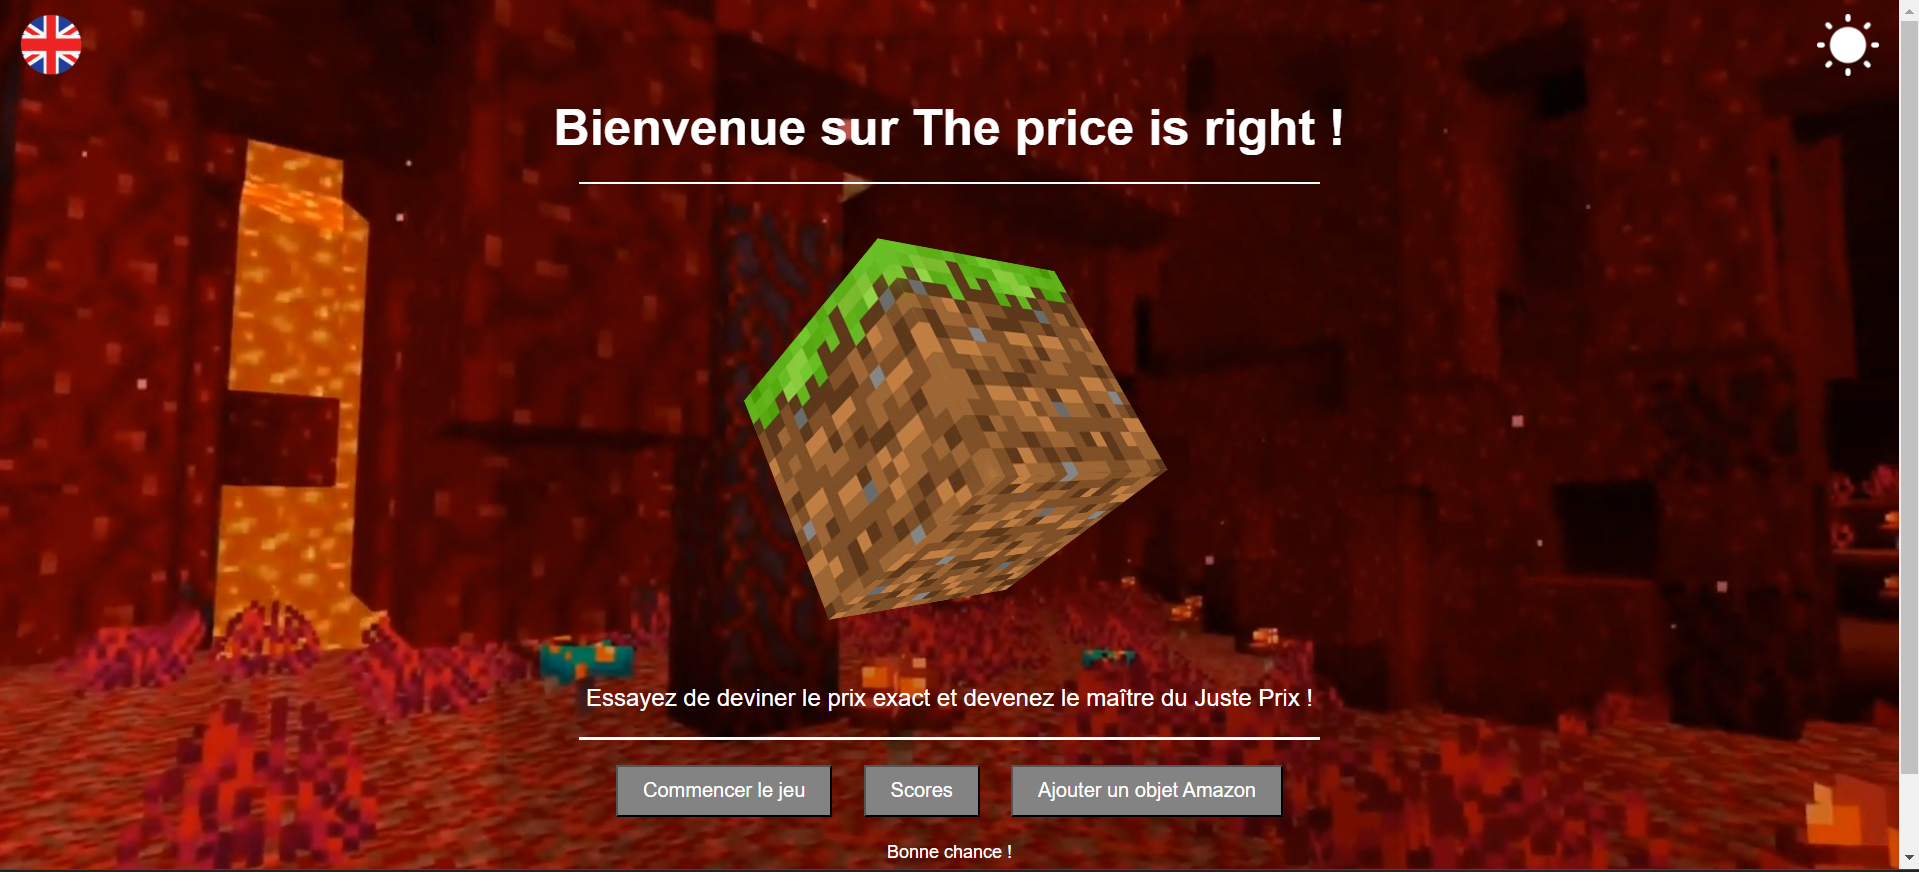 Bienvenue sur The price is right !
Essayez de deviner le prix exact et devenez le maître du Juste Prix !
Commencer le jeu
Scores
Ajouter un objet Amazon
Bonne chance !